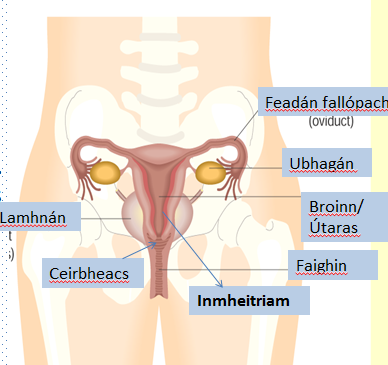 Feadán fallópach
(oviduct)
Ubhagán
Broinn/
Útaras
Lamhnán
Ceirbheacs
Faighin
Inmheitriam